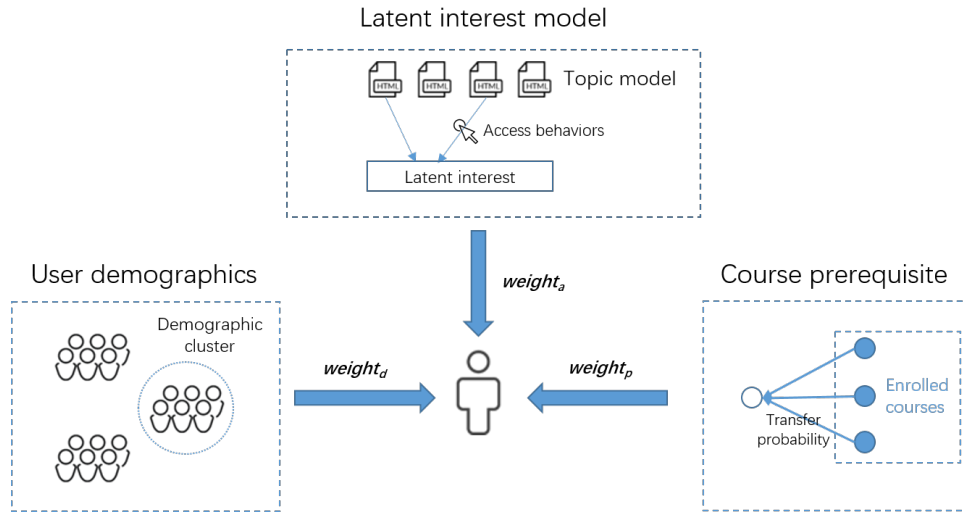 Latent interest model
HTML HTML HTML HTML
Topic model
Access behaviors
Latent interest
User demographics
weightₐ
Course prerequisite
Demographic
cluster
weight_d
weightₚ
Enrolled
courses
Transfer
probability